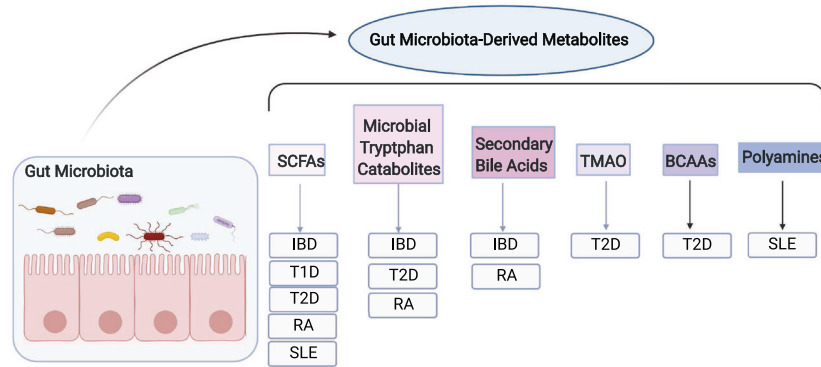 Gut Microbiota-Derived Metabolites
Gut Microbiota
SCFAs
Microbial
Tryptphan
Catabolites
Secondary
Bile Acids
TMAO
BCAAs
Polyamines
IBD
T1D
T2D
RA
SLE
IBD
T2D
RA
IBD
RA
T2D
T2D
SLE